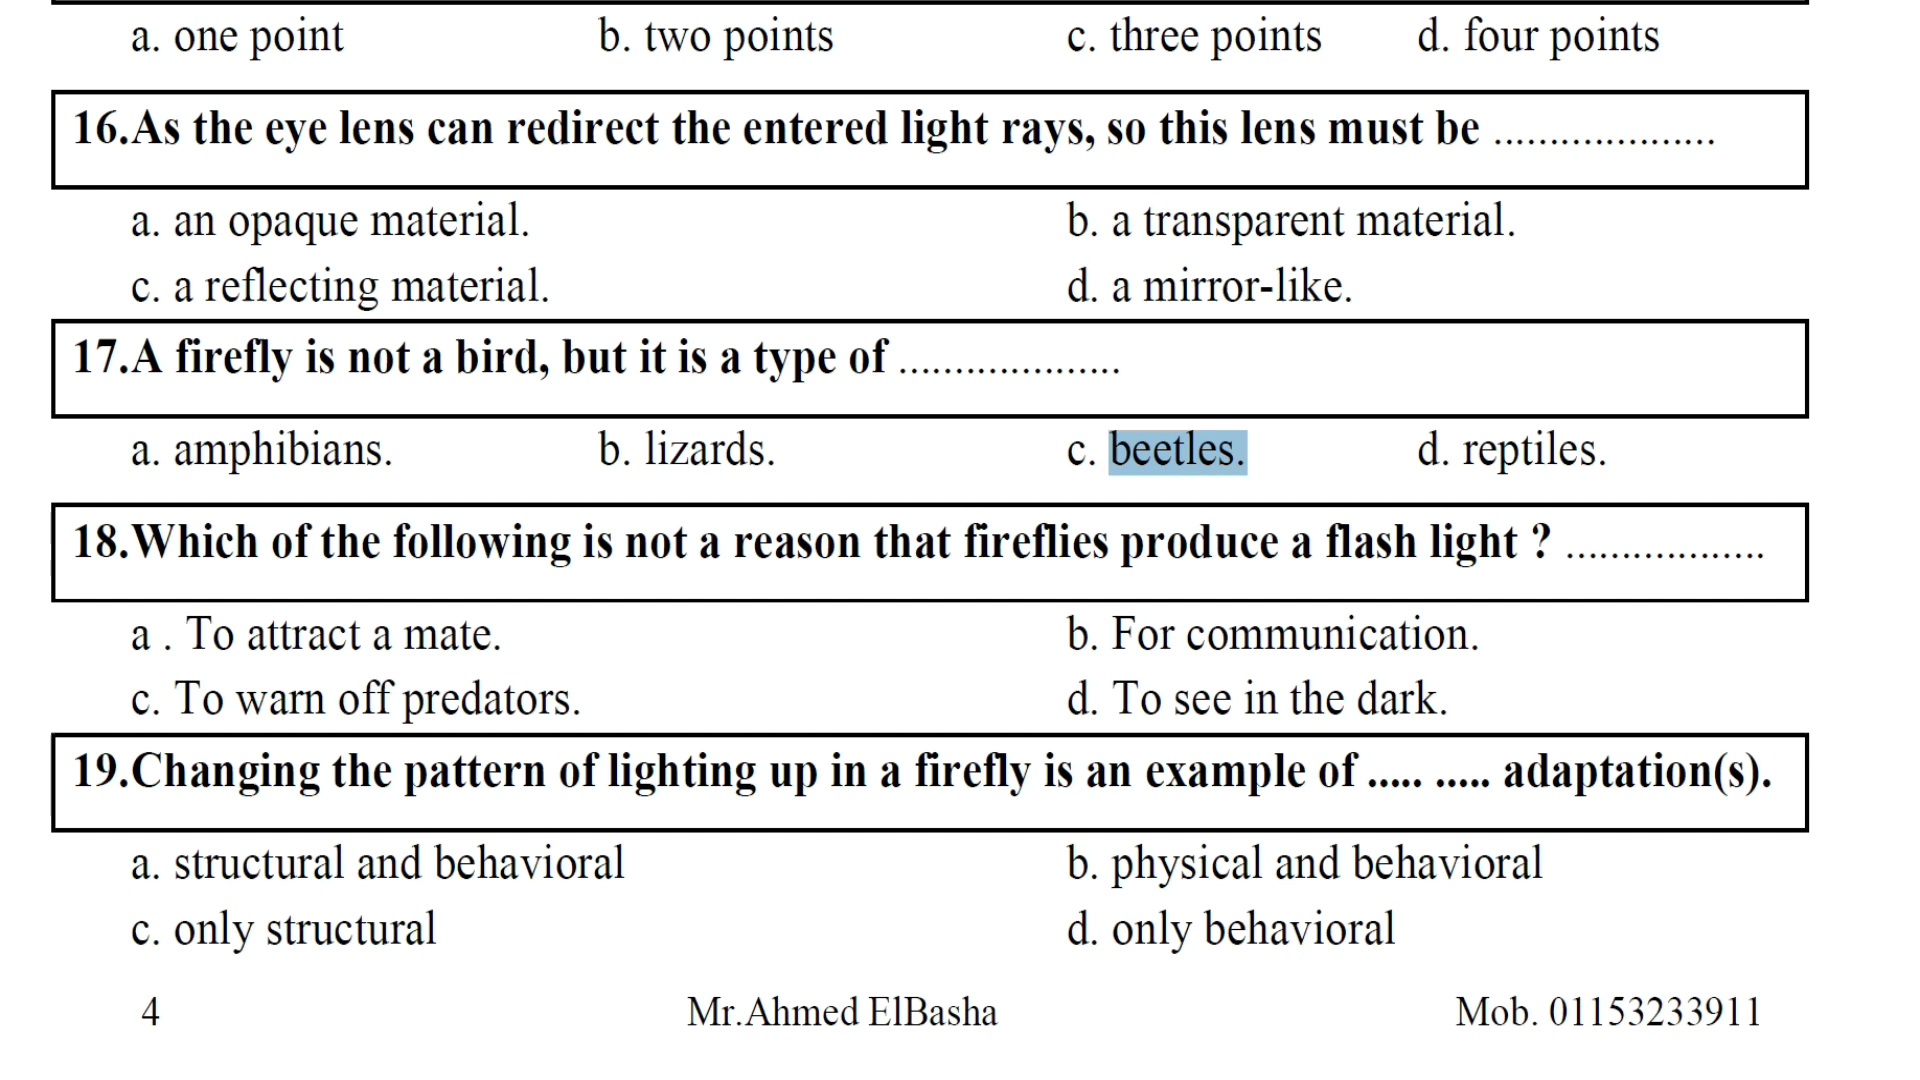 a. one point b. two points c. three points d. four points
16.As the eye lens can redirect the entered light rays, so this lens must be ....................
a. an opaque material. b. a transparent material.
c. a reflecting material. d. a mirror-like.
17.A firefly is not a bird, but it is a type of ....................
a. amphibians. b. lizards. c. beetles. d. reptiles.
18.Which of the following is not a reason that fireflies produce a flash light ? ..................
a . To attract a mate. b. For communication.
c. To warn off predators. d. To see in the dark.
19.Changing the pattern of lighting up in a firefly is an example of ..... ..... adaptation(s).
a. structural and behavioral b. physical and behavioral
c. only structural d. only behavioral
4 Mr.Ahmed ElBasha Mob. 01153233911